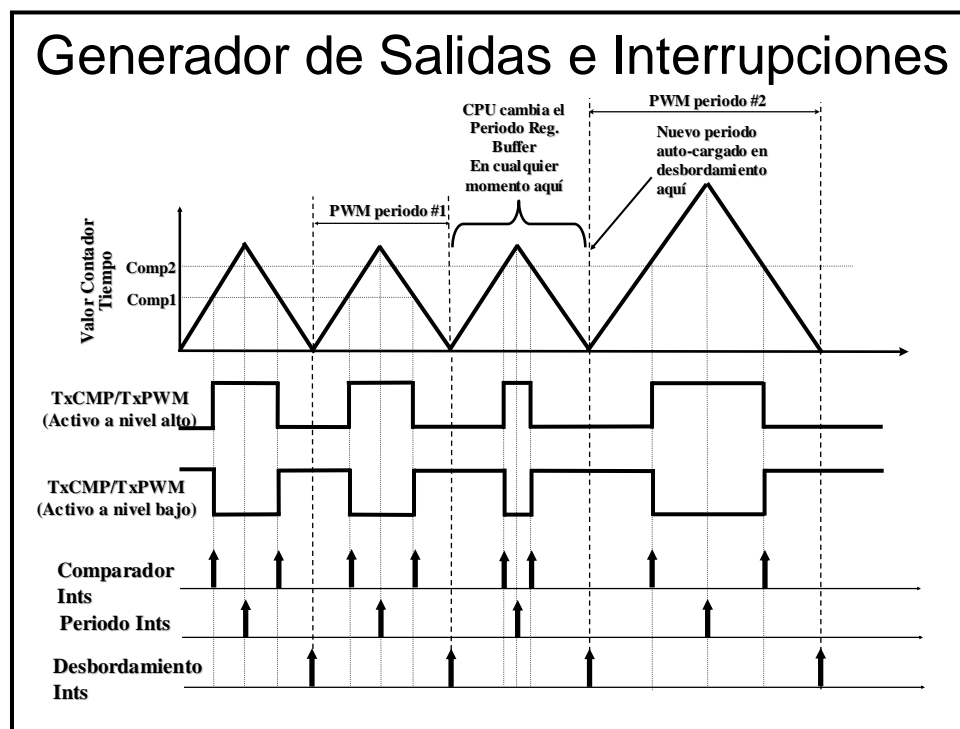 Generador de Salidas e Interrupciones
CPU cambia el
Periodo Reg.
Buffer
En cualquier
momento aquí
PWM periodo #2
Nuevo periodo
auto-cargado en
desbordamiento
aquí
PWM periodo #1
Valor Contador
Tiempo
Comp2
Comp1
TxCMP/TxPWM
(Activo a nivel alto)
TxCMP/TxPWM
(Activo a nivel bajo)
Comparador
Ints
Periodo Ints
Desbordamiento
Ints